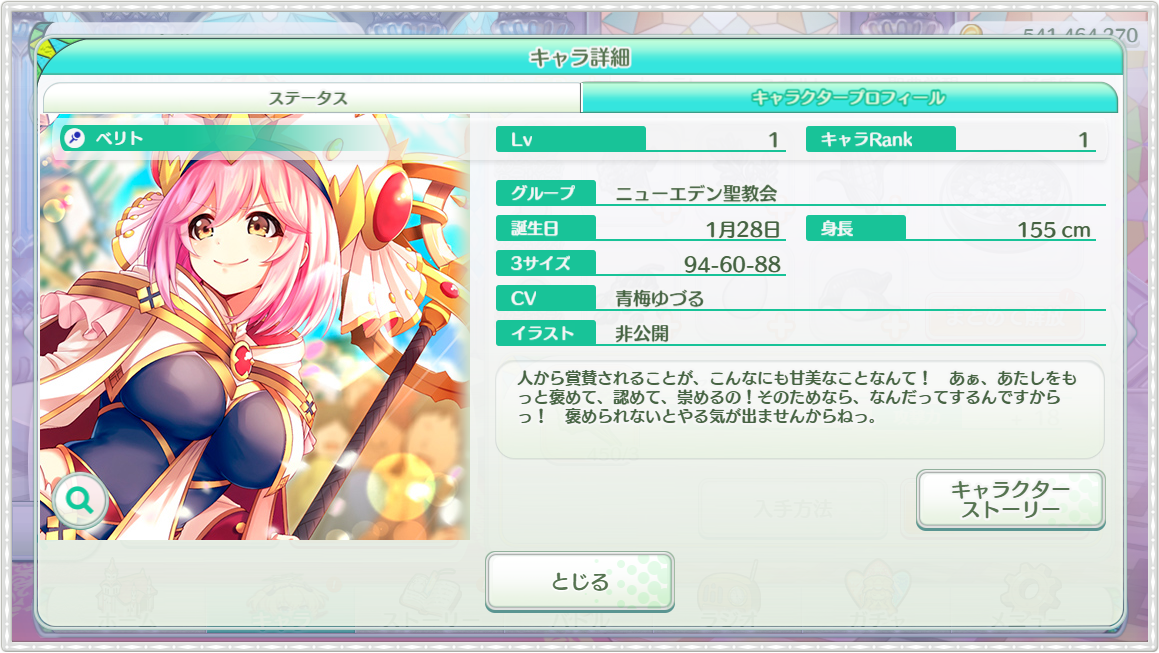 541,464,270
キャラ詳細
ステータス
キャラクタープロフィール
ベリト
Lv 1 キャラRank 1
グループ ニューエデン聖教会
誕生日 1月28日 身長 155 cm
3サイズ 94-60-88
CV 青梅ゆづる
イラスト 非公開
人から賞賛されることが、こんなにも甘美なことなんて！　あぁ、あたしをも
っと褒めて、認めて、崇めるの！そのためなら、なんだってするんですから
っ！　褒められないとやる気が出ませんからねっ。
入手方法
キャラクター
ストーリー
とじる